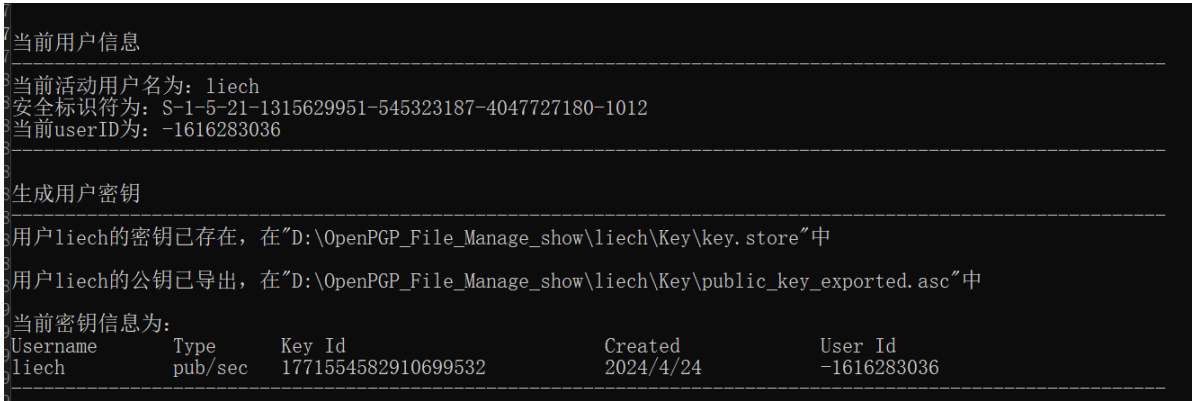 当前用户信息
当前活动用户名为：liech
安全标识符为：S-1-5-21-1315629951-545323187-4047727180-1012
当前userID为：-1616283036
生成用户密钥
用户liech的密钥已存在，在"D:\OpenPGP_File_Manage_show\liech\Key\key.store"中
用户liech的公钥已导出，在"D:\OpenPGP_File_Manage_show\liech\Key\public_key_exported.asc"中
当前密钥信息为：
Username Type Key Id Created User Id
liech pub/sec 1771554582910699532 2024/4/24 -1616283036